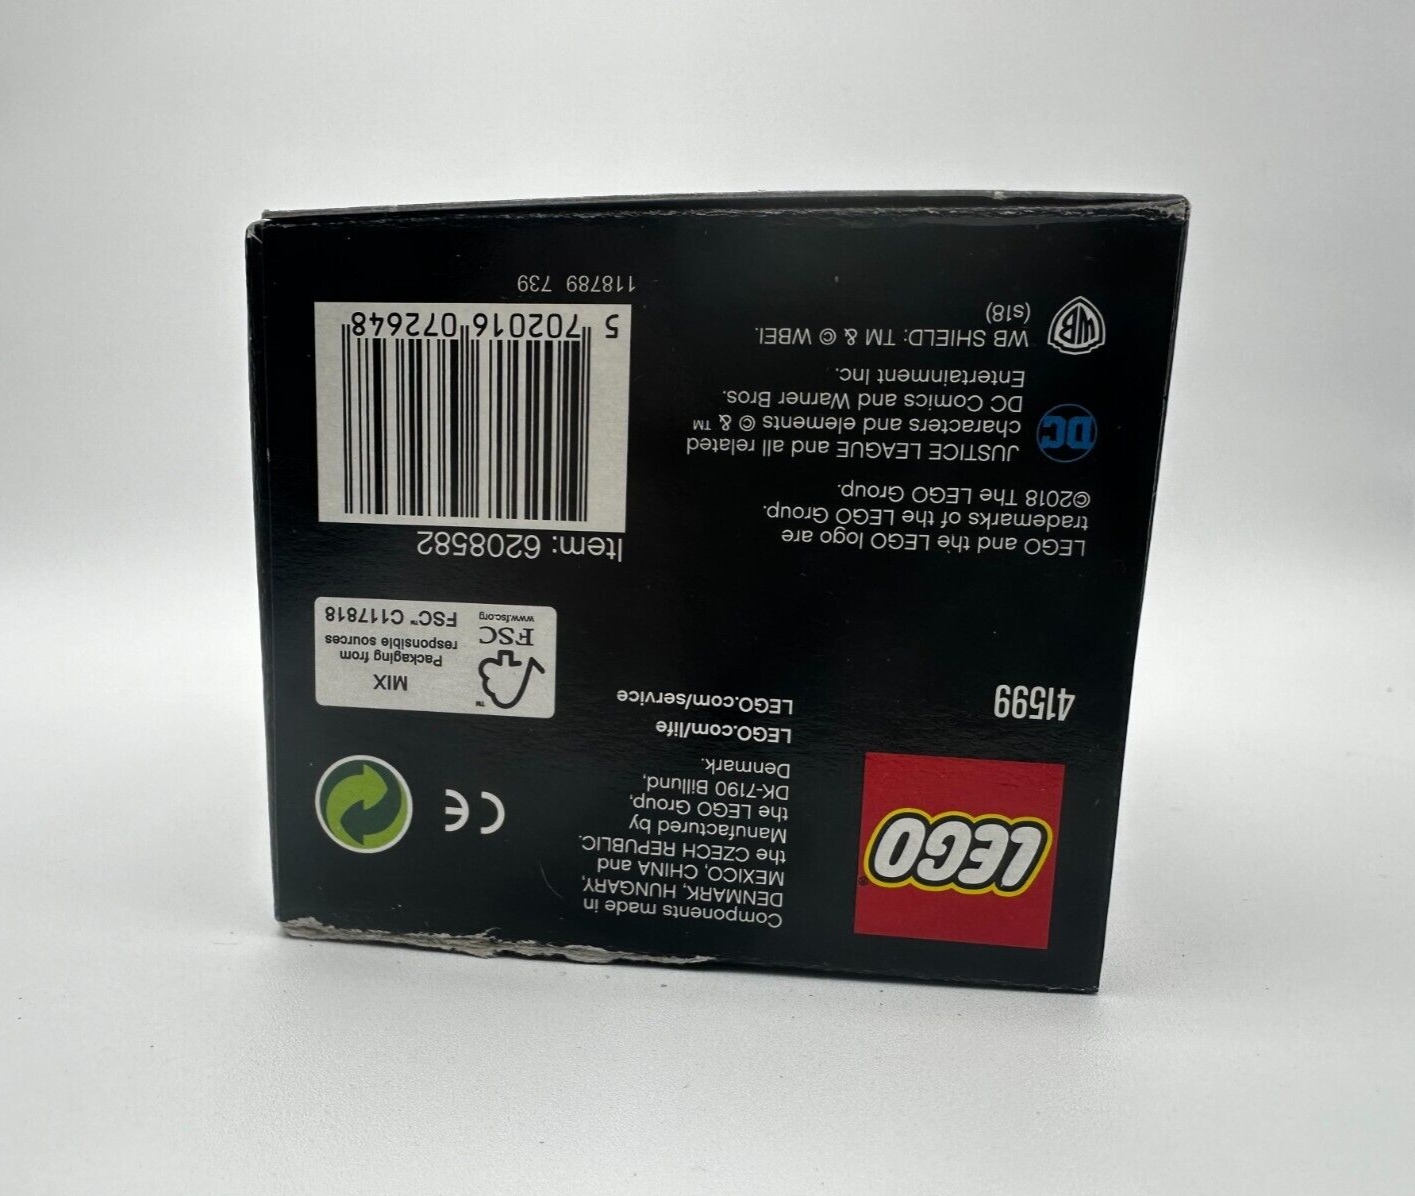 LEGO®
41599
Components made in
DENMARK, HUNGARY,
MEXICO, CHINA and
the CZECH REPUBLIC.
Manufactured by
the LEGO Group,
DK-7190 Billund,
Denmark.
LEGO.com/life
LEGO.com/service
CE
™
FSC
www.fsc.org
MIX
Packaging from
responsible sources
FSC™ C117818
LEGO and the LEGO logo are
trademarks of the LEGO Group.
©2018 The LEGO Group.
DC
JUSTICE LEAGUE and all related
characters and elements © & ™
DC Comics and Warner Bros.
Entertainment Inc.
WB
WB SHIELD: TM & © WBEI.
(s18)
Item: 6208582
5 702016 072648
118789 739